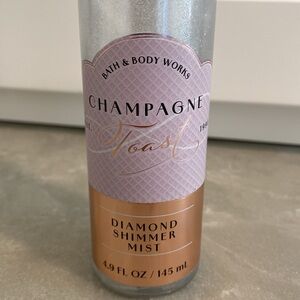 BATH & BODY WORKS
CHAMPAGNE
Toast
DIAMOND
SHIMMER
MIST
4.9 FL OZ / 145 mL